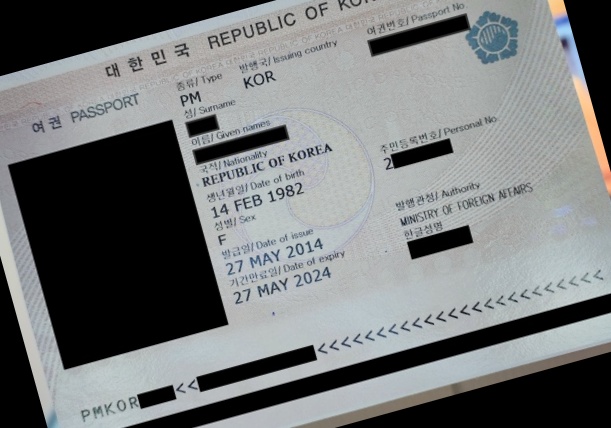 대한민국 REPUBLIC OF KOR
여권 PASSPORT
종류/ Type 발행국/ Issuing country 여권번호/ Passport No
PM KOR
성/ Surname
이름/ Given names
국적/ Nationality 주민등록번호/ Personal No
REPUBLIC OF KOREA 2
생년월일/ Date of birth
14 FEB 1982
성별/ Sex 발행관청/ Authority
F MINISTRY OF FOREIGN AFFAIRS
발급일/ Date of issue 한글성명
27 MAY 2014
기간만료일/ Date of expiry
27 MAY 2024
PMKOR<<<<<<<<<<<<<<<<<<<<<<<<<<